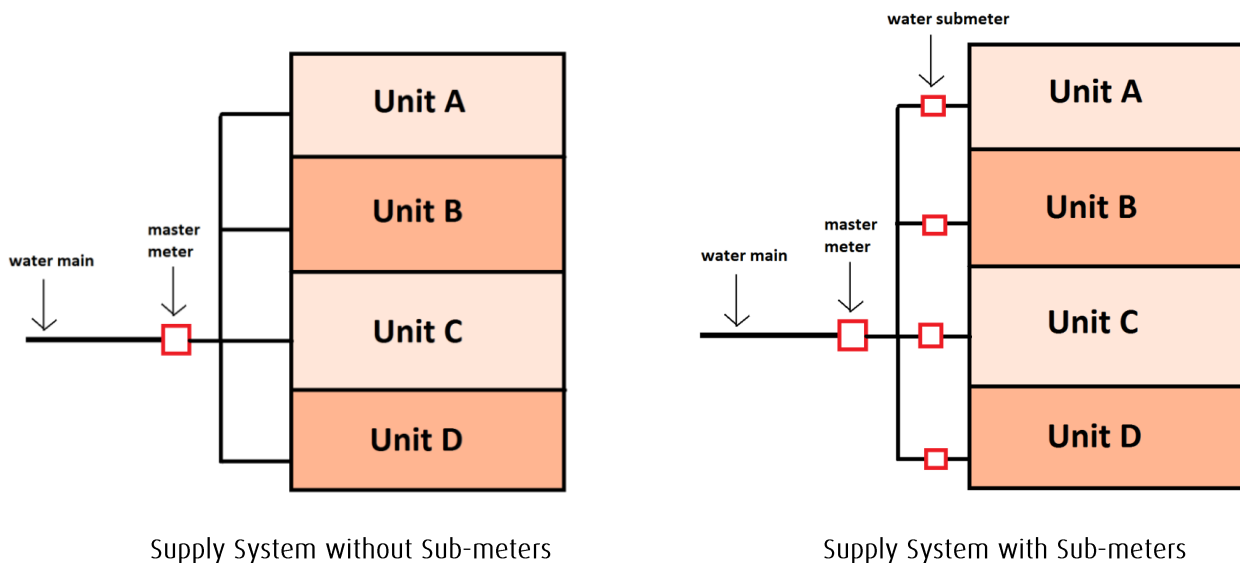 water submeter
Unit A
Unit B
Unit C
Unit D
master
meter
water main
Unit A
Unit B
Unit C
Unit D
master
meter
water main
Supply System without Sub-meters
Supply System with Sub-meters